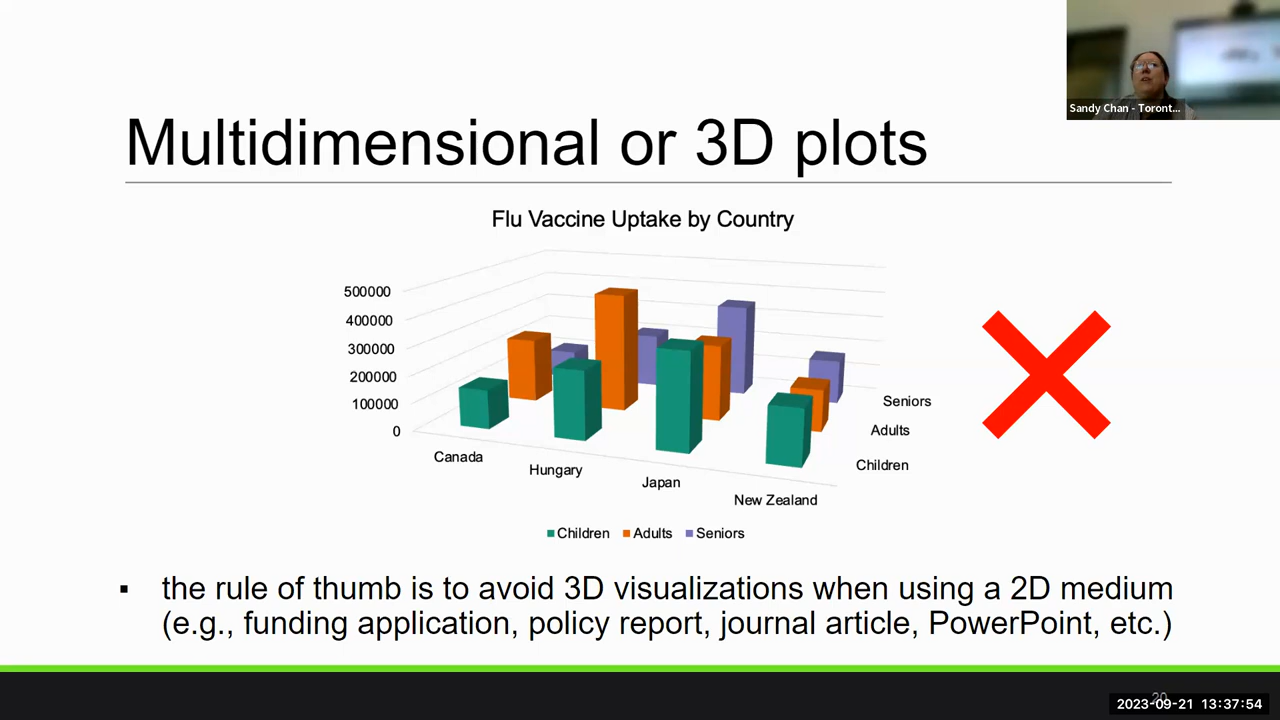 Sandy Chan - Toront...
Multidimensional or 3D plots
Flu Vaccine Uptake by Country
500000
400000
300000
200000
100000
0
Canada
Hungary
Japan
New Zealand
Seniors
Adults
Children
Children Adults Seniors
▪ the rule of thumb is to avoid 3D visualizations when using a 2D medium
(e.g., funding application, policy report, journal article, PowerPoint, etc.)
20
2023-09-21 13:37:54